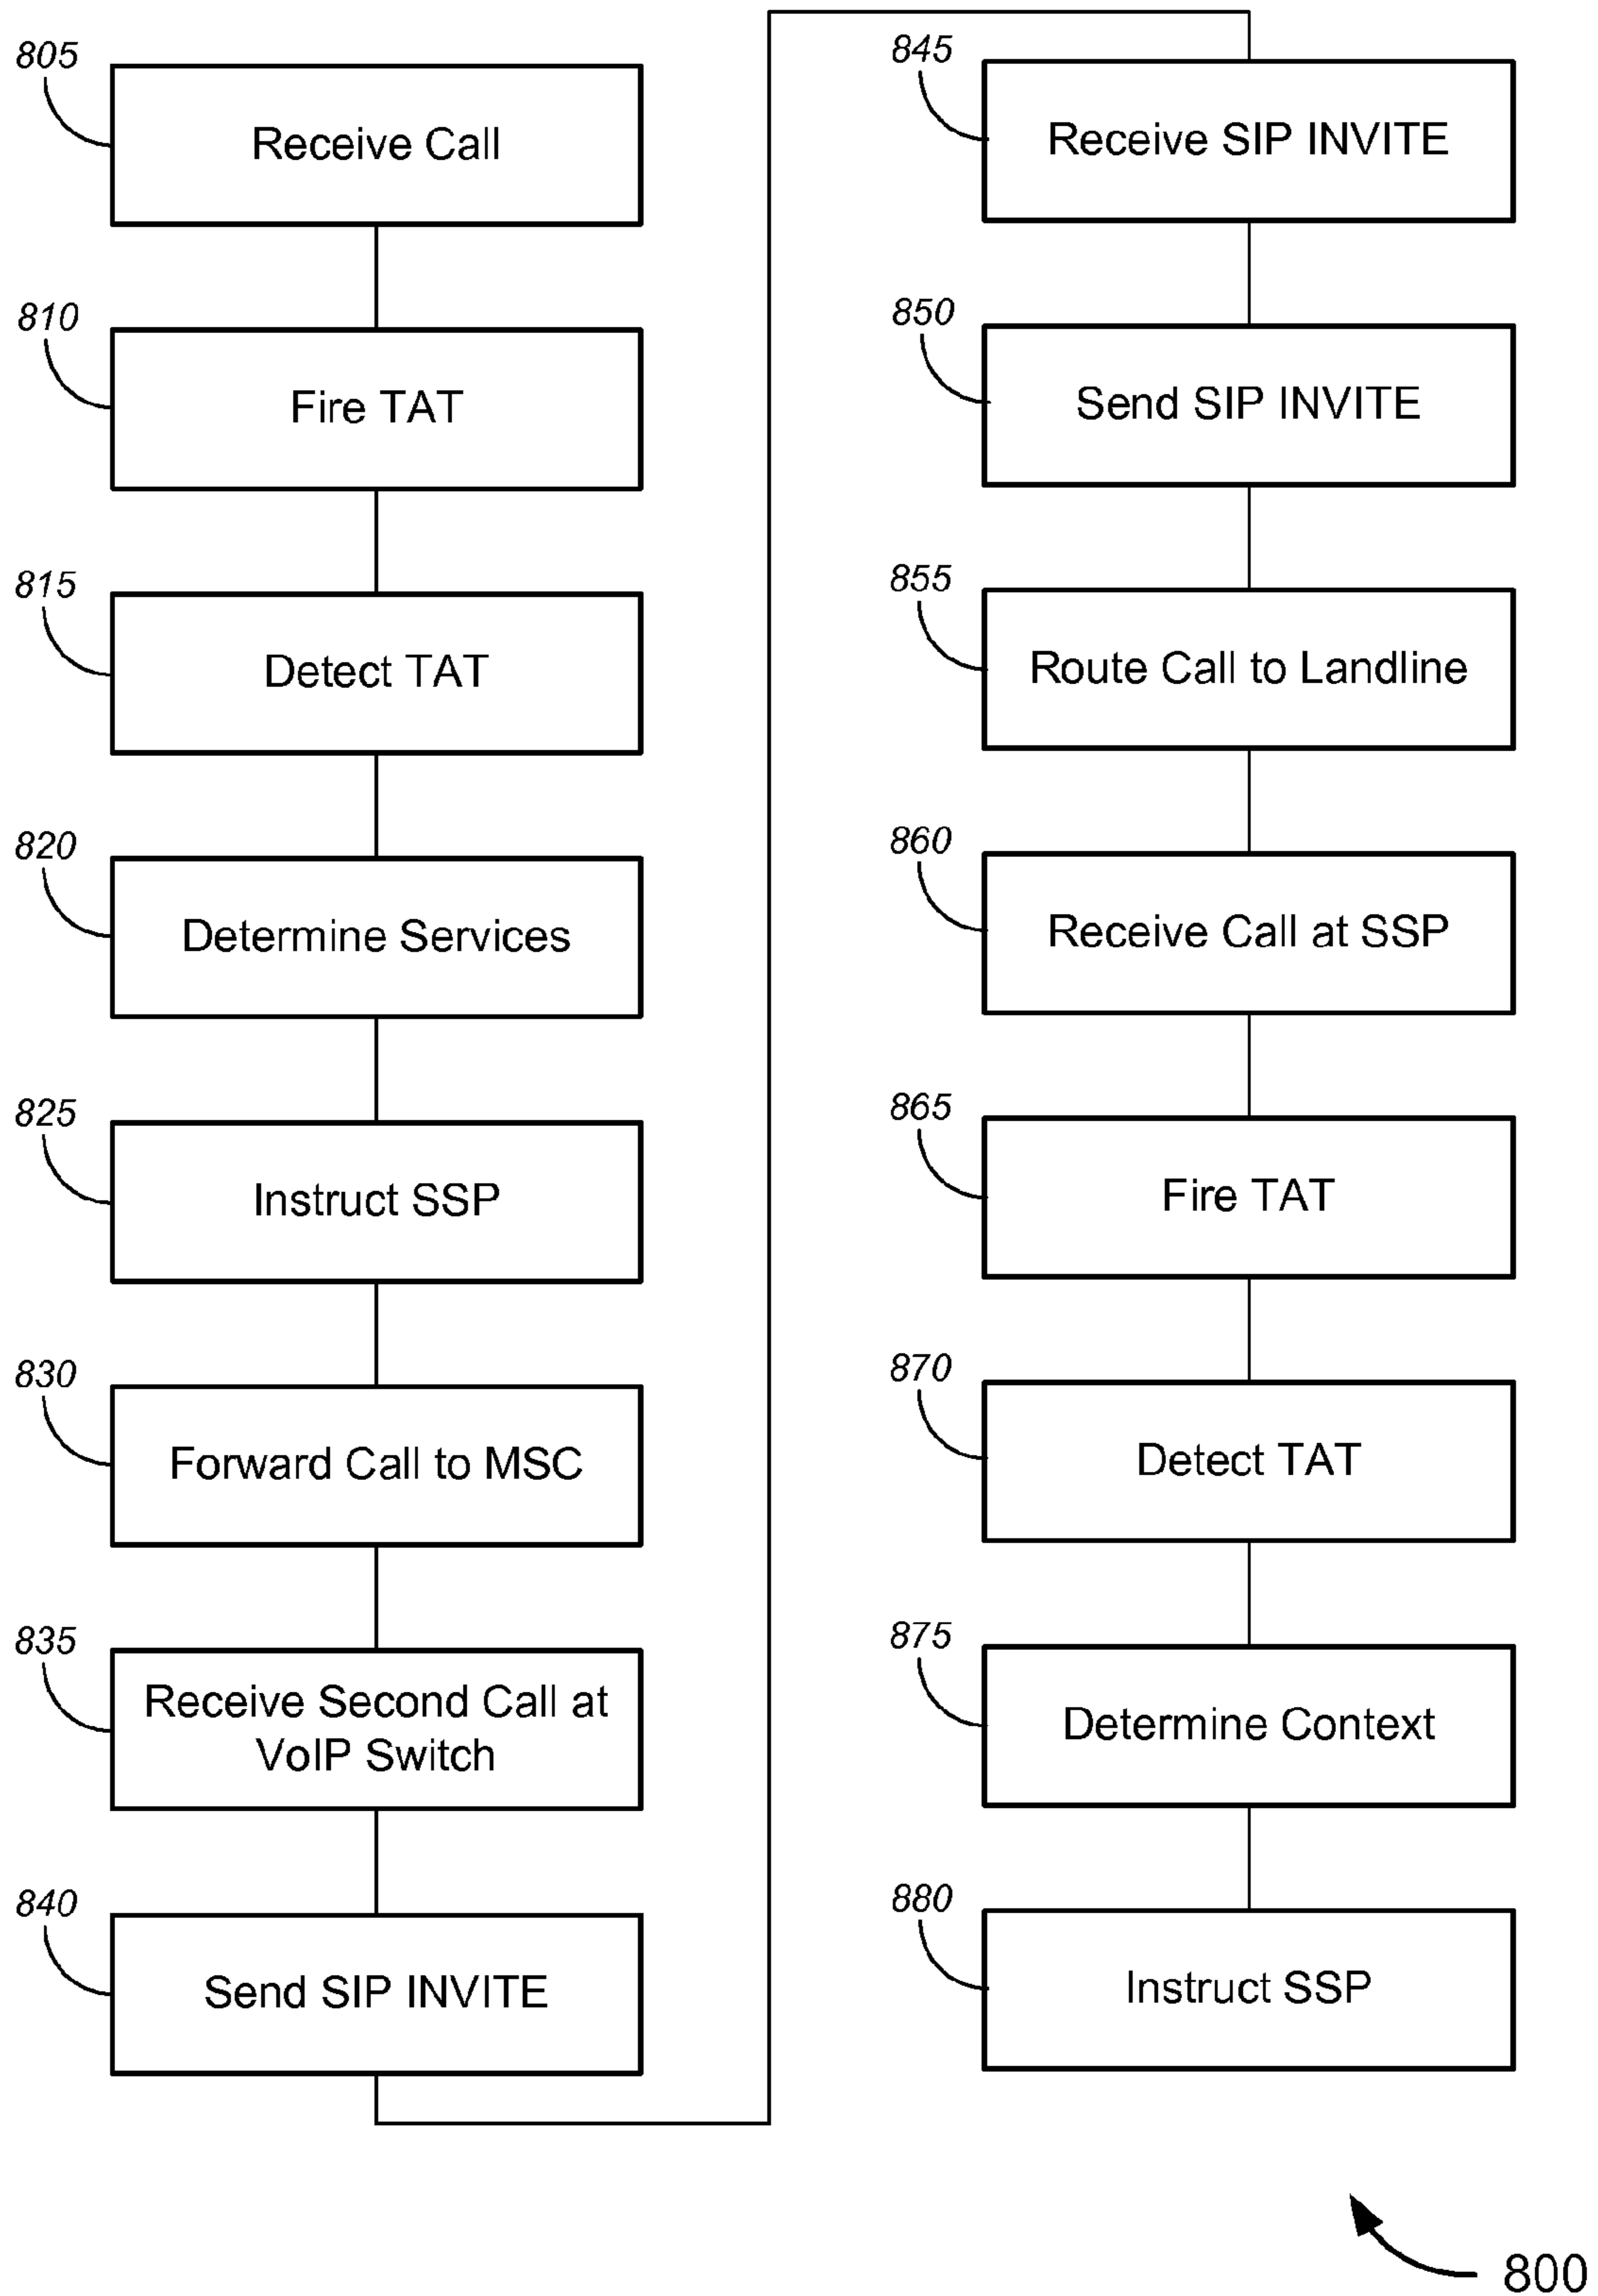 805
Receive Call
810
Fire TAT
815
Detect TAT
820
Determine Services
825
Instruct SSP
830
Forward Call to MSC
835
Receive Second Call at
VoIP Switch
840
Send SIP INVITE
845
Receive SIP INVITE
850
Send SIP INVITE
855
Route Call to Landline
860
Receive Call at SSP
865
Fire TAT
870
Detect TAT
875
Determine Context
880
Instruct SSP
800